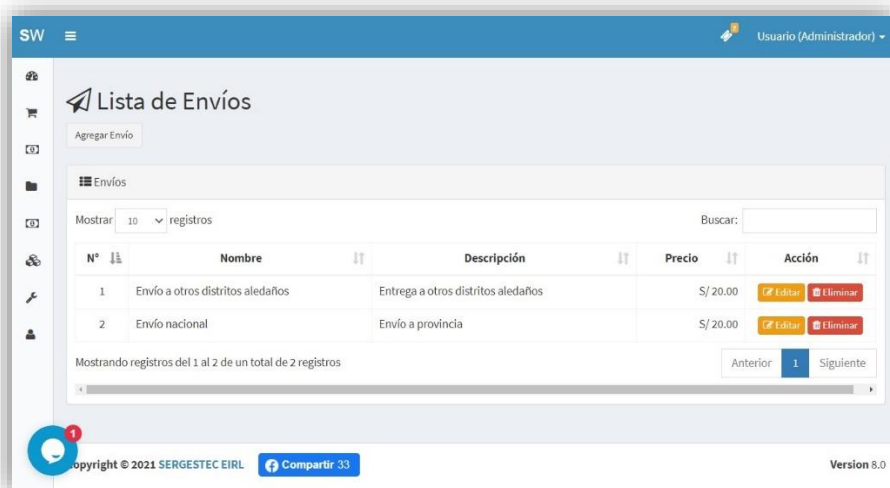 SW Usuario (Administrador)
Lista de Envíos
Agregar Envío
Envíos
Mostrar 10 registros Buscar:
N° Nombre Descripción Precio Acción
1 Envío a otros distritos aledaños Entrega a otros distritos aledaños S/ 20.00 Editar Eliminar
2 Envío nacional Envío a provincia S/ 20.00 Editar Eliminar
Mostrando registros del 1 al 2 de un total de 2 registros Anterior 1 Siguiente
1
opyright © 2021 SERGESTEC EIRL Compartir 33 Version 8.0